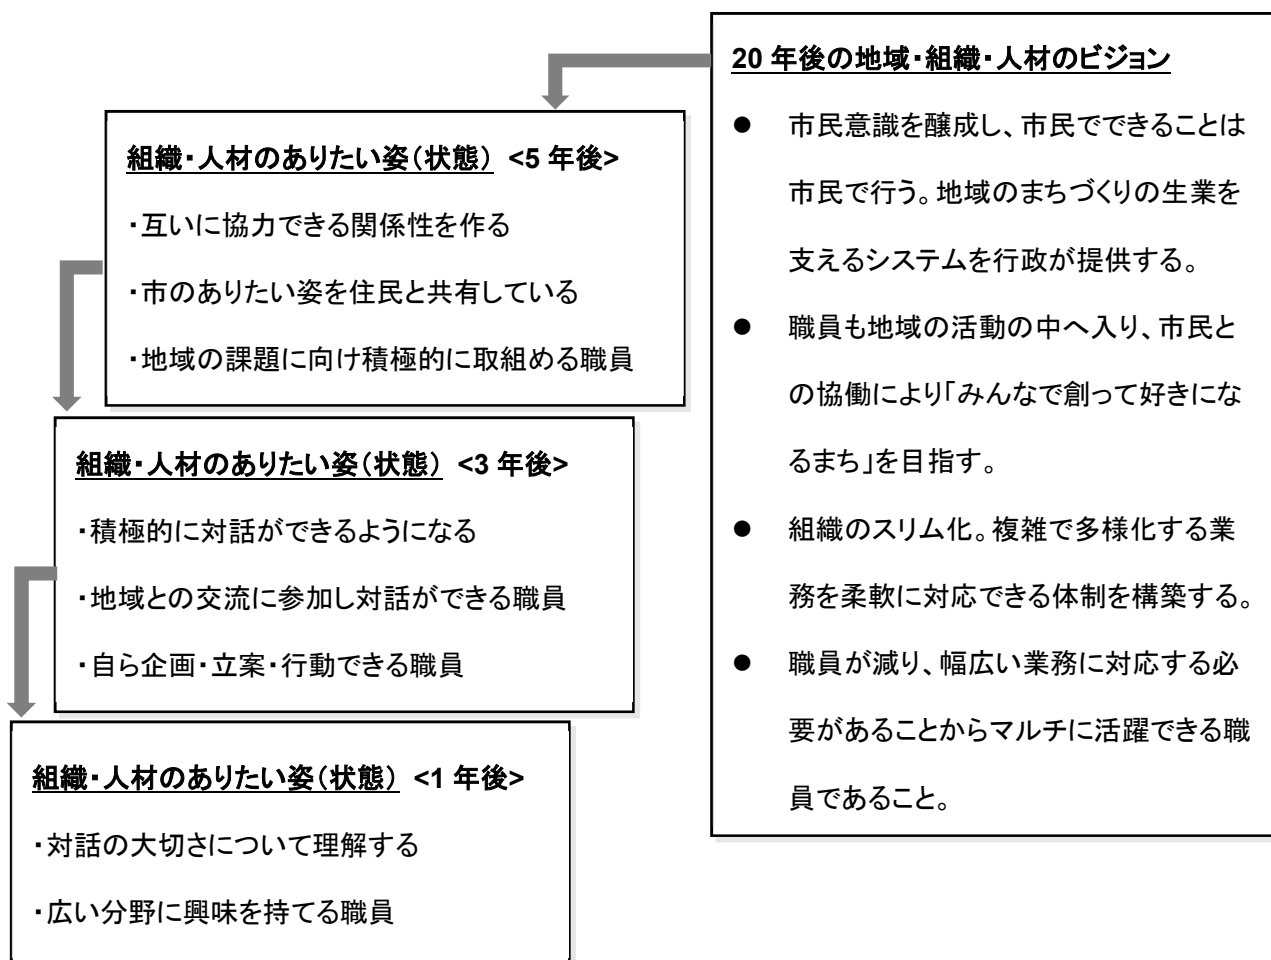 20 年後の地域・組織・人材のビジョン
● 市民意識を醸成し、市民でできることは
市民で行う。地域のまちづくりの生業を
支えるシステムを行政が提供する。
● 職員も地域の活動の中へ入り、市民と
の協働により「みんなで創って好きにな
るまち」を目指す。
● 組織のスリム化。複雑で多様化する業
務を柔軟に対応できる体制を構築する。
● 職員が減り、幅広い業務に対応する必
要があることからマルチに活躍できる職
員であること。
組織・人材のありたい姿(状態) <5 年後>
・互いに協力できる関係性を作る
・市のありたい姿を住民と共有している
・地域の課題に向け積極的に取組める職員
組織・人材のありたい姿(状態) <3 年後>
・積極的に対話ができるようになる
・地域との交流に参加し対話ができる職員
・自ら企画・立案・行動できる職員
組織・人材のありたい姿(状態) <1 年後>
・対話の大切さについて理解する
・広い分野に興味を持てる職員